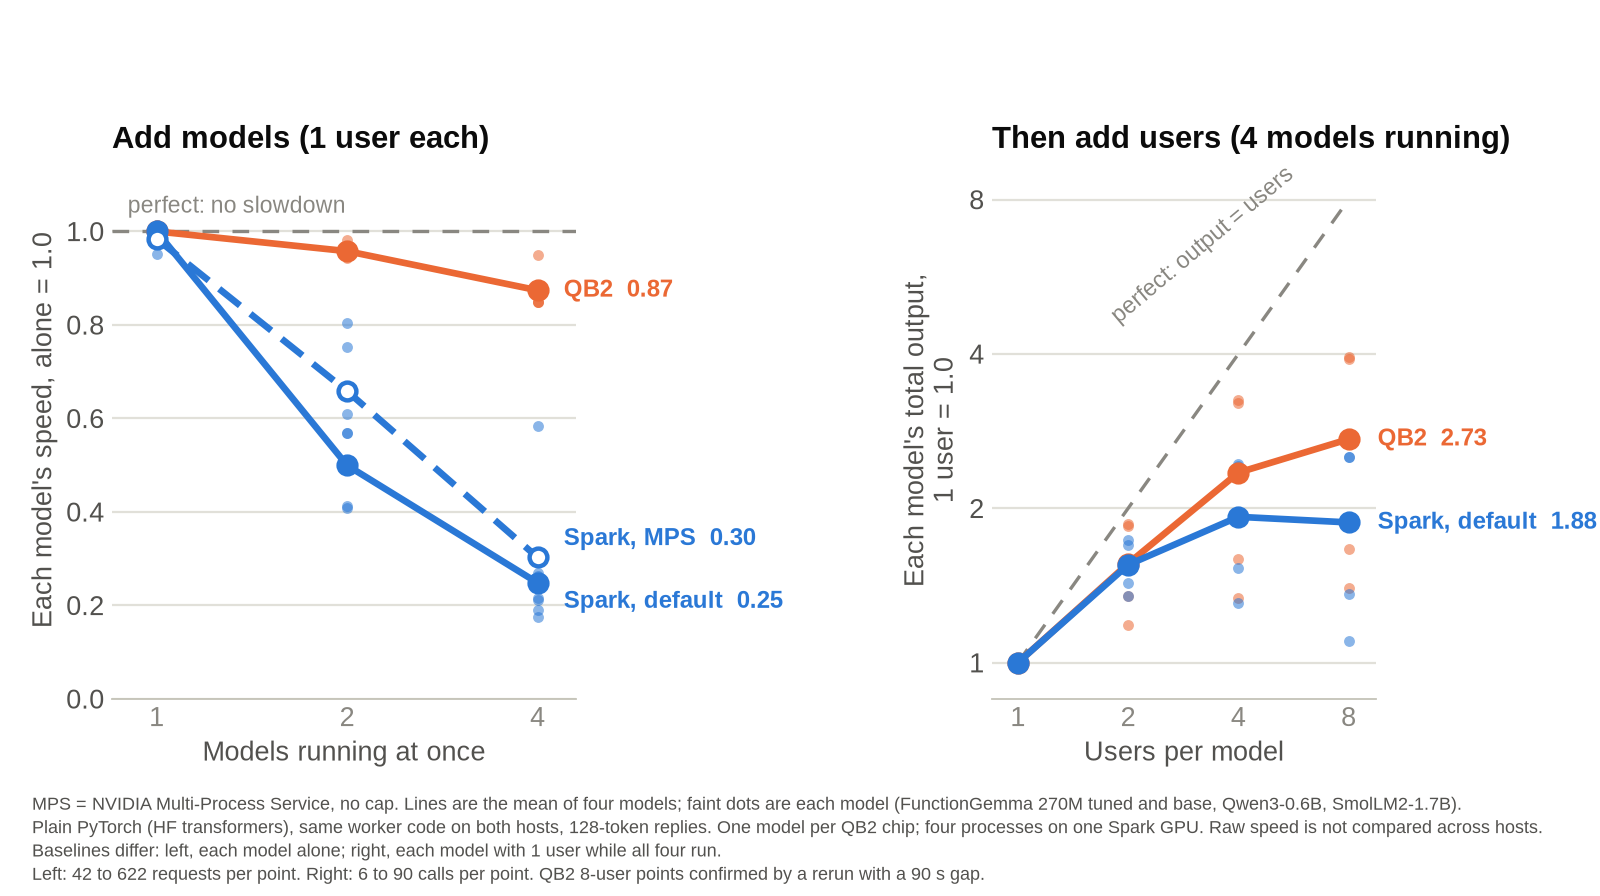 Add models (1 user each)
perfect: no slowdown
Each model's speed, alone = 1.0
1.0
0.8
0.6
0.4
0.2
0.0
QB2 0.87
Spark, MPS 0.30
Spark, default 0.25
1
2
4
Models running at once
Then add users (4 models running)
perfect: output = users
Each model's total output,
1 user = 1.0
8
4
2
1
QB2 2.73
Spark, default 1.88
1
2
4
8
Users per model
MPS = NVIDIA Multi-Process Service, no cap. Lines are the mean of four models; faint dots are each model (FunctionGemma 270M tuned and base, Qwen3-0.6B, SmolLM2-1.7B).
Plain PyTorch (HF transformers), same worker code on both hosts, 128-token replies. One model per QB2 chip; four processes on one Spark GPU. Raw speed is not compared across hosts.
Baselines differ: left, each model alone; right, each model with 1 user while all four run.
Left: 42 to 622 requests per point. Right: 6 to 90 calls per point. QB2 8-user points confirmed by a rerun with a 90 s gap.